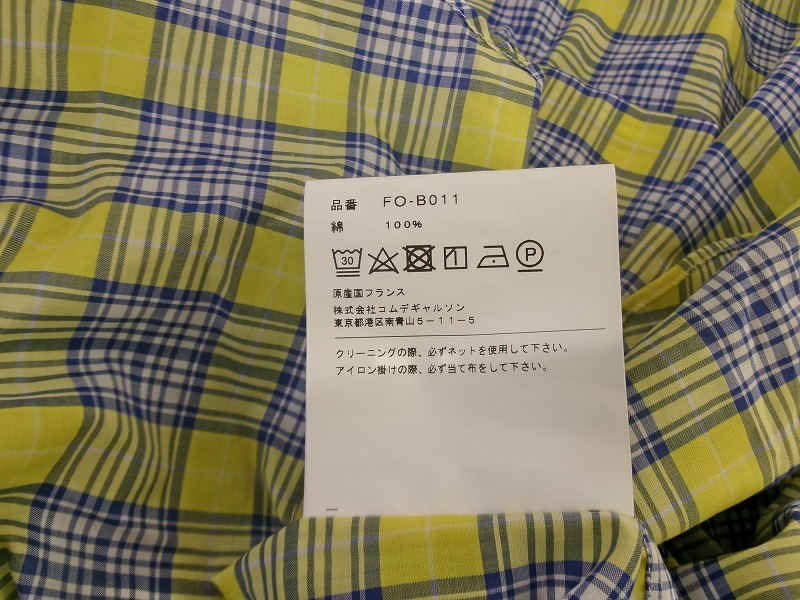 品番 FO-B011
綿 100%
30 P
原産国フランス
株式会社コムデギャルソン
東京都港区南青山5-11-5
クリーニングの際、必ずネットを使用して下さい。
アイロン掛けの際、必ず当て布をして下さい。